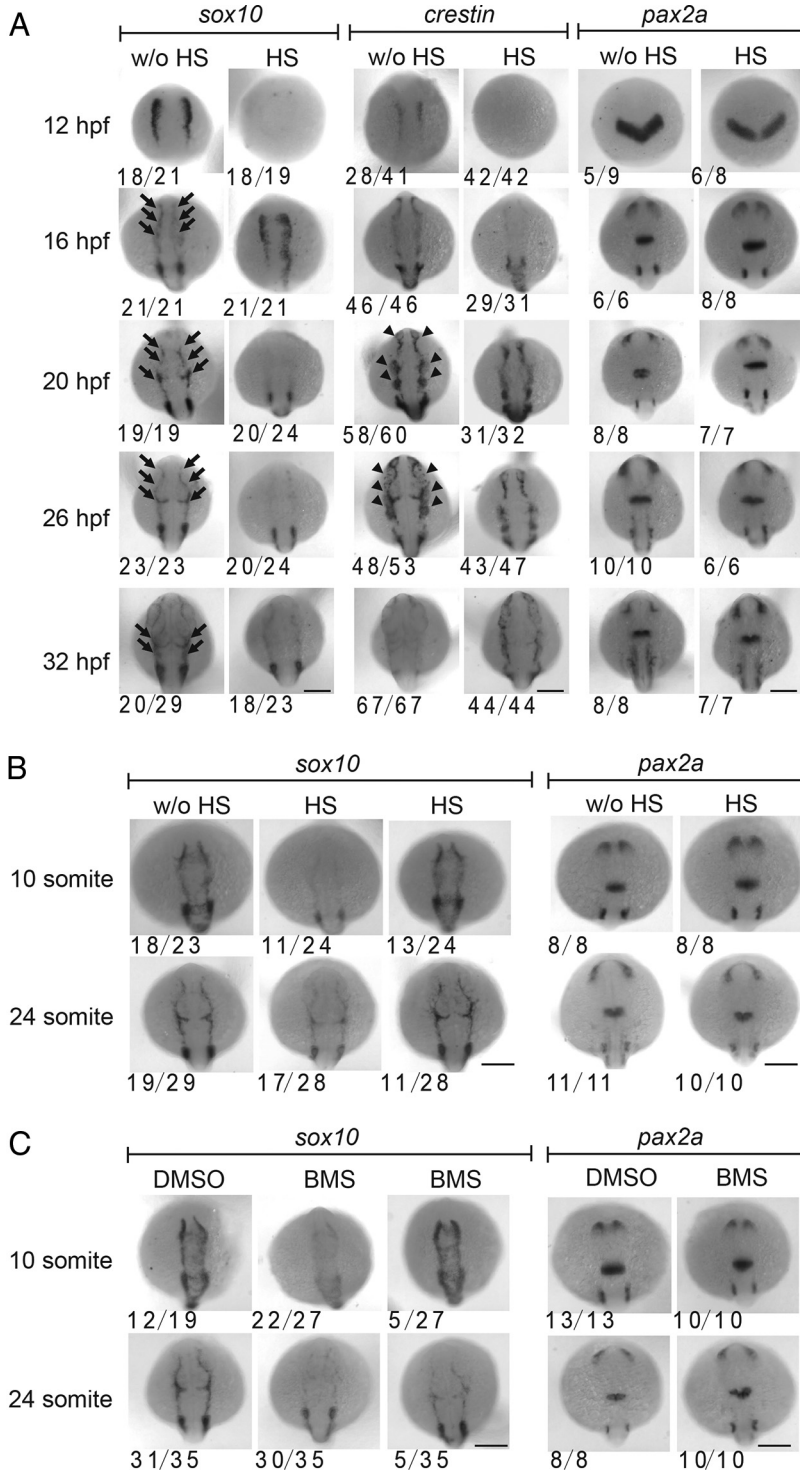 A
sox10 crestin pax2a
w/o HS HS w/o HS HS w/o HS HS
12 hpf
18/21 18/19 28/41 42/42 5/9 6/8
16 hpf
21/21 21/21 46/46 29/31 6/6 8/8
20 hpf
19/19 20/24 58/60 31/32 8/8 7/7
26 hpf
23/23 20/24 48/53 43/47 10/10 6/6
32 hpf
20/29 18/23 67/67 44/44 8/8 7/7
B
sox10 pax2a
w/o HS HS HS w/o HS HS
10 somite
18/23 11/24 13/24 8/8 8/8
24 somite
19/29 17/28 11/28 11/11 10/10
C
sox10 pax2a
DMSO BMS BMS DMSO BMS
10 somite
12/19 22/27 5/27 13/13 10/10
24 somite
31/35 30/35 5/35 8/8 10/10